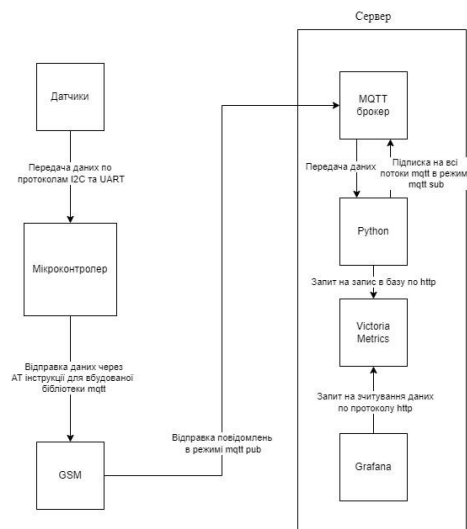 Сервер
Датчики
Передача даних по
протоколам I2C та UART
Мікроконтролер
Відправка даних через
AT інструкції для вбудованої
бібліотеки mqtt
GSM
Відправка повідомлень
в режимі mqtt pub
MQTT
брокер
Передача даних
Підписка на всі
потоки mqtt в режимі
mqtt sub
Python
Запит на запис в базу по http
Victoria
Metrics
Запит на зчитування даних
по протоколу http
Grafana